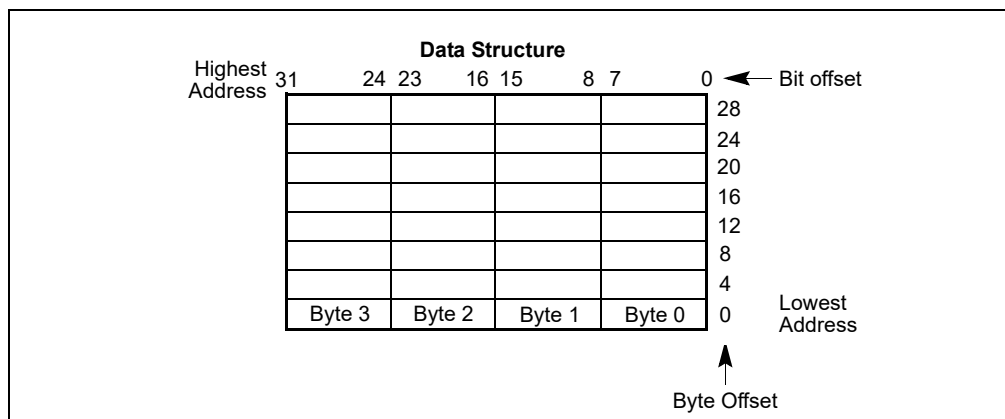 Data Structure
Highest
Address
31 24 23 16 15 8 7 0
Bit offset
28
24
20
16
12
8
4
Byte 3 Byte 2 Byte 1 Byte 0 0
Lowest
Address
Byte Offset